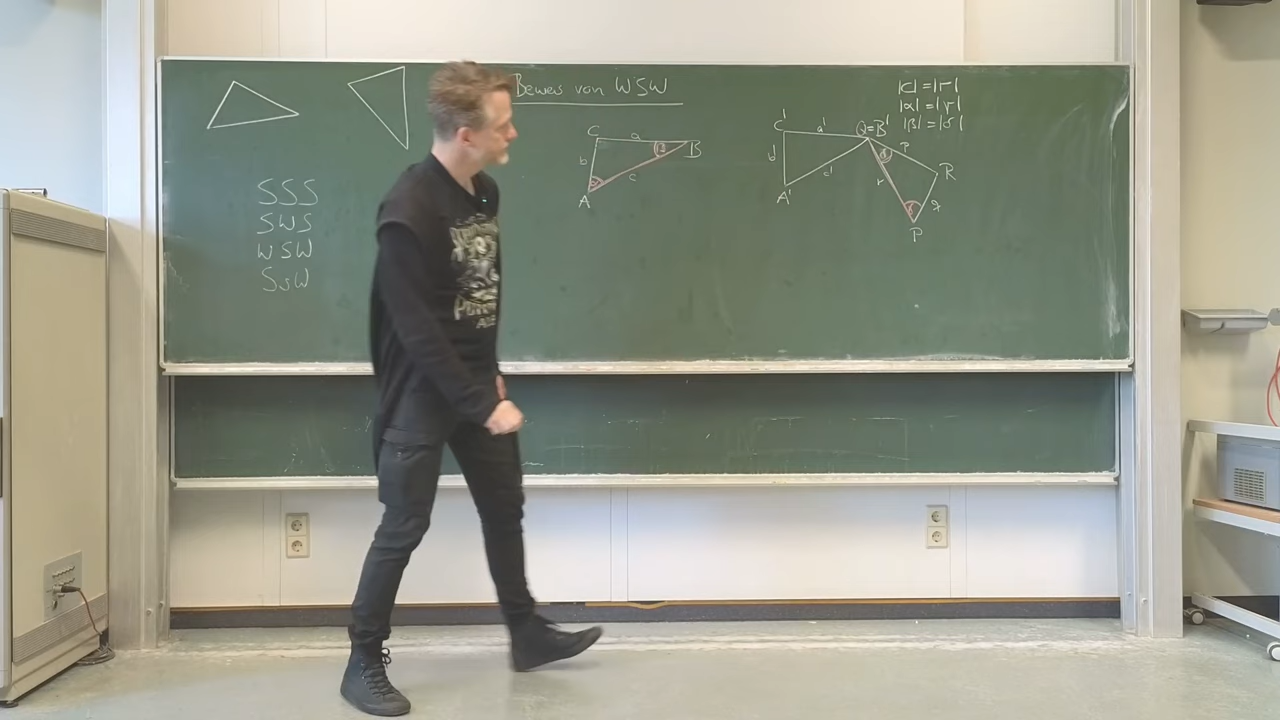 Beweis von WSW
SSS
SWS
WSW
SsW
C
a
B
b
β
c
α
A
C'
a'
Q=B'
b'
c'
A'
p
R
δ
r
q
γ
P
|c|=|r|
|α|=|γ|
|β|=|δ|